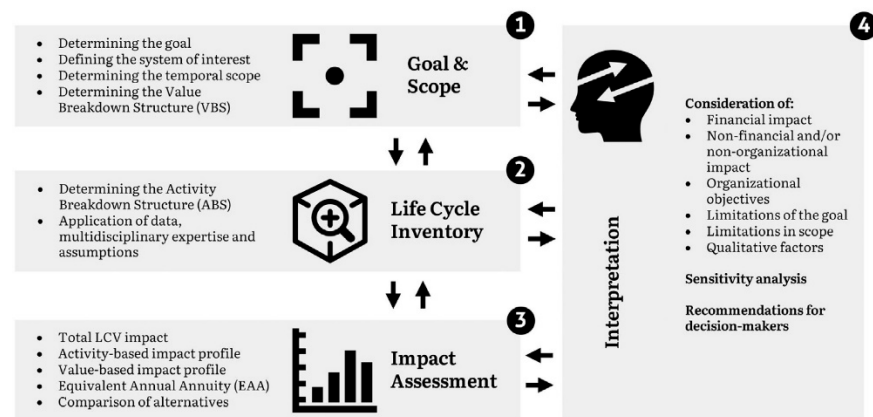 1
• Determining the goal
• Defining the system of interest
• Determining the temporal scope
• Determining the Value
Breakdown Structure (VBS)
Goal &
Scope
2
• Determining the Activity
Breakdown Structure (ABS)
• Application of data,
multidisciplinary expertise and
assumptions
Life Cycle
Inventory
3
• Total LCV impact
• Activity-based impact profile
• Value-based impact profile
• Equivalent Annual Annuity (EAA)
• Comparison of alternatives
Impact
Assessment
4
Interpretation
Consideration of:
• Financial impact
• Non-financial and/or
non-organizational
impact
• Organizational
objectives
• Limitations of the goal
• Limitations in scope
• Qualitative factors
Sensitivity analysis
Recommendations for
decision-makers